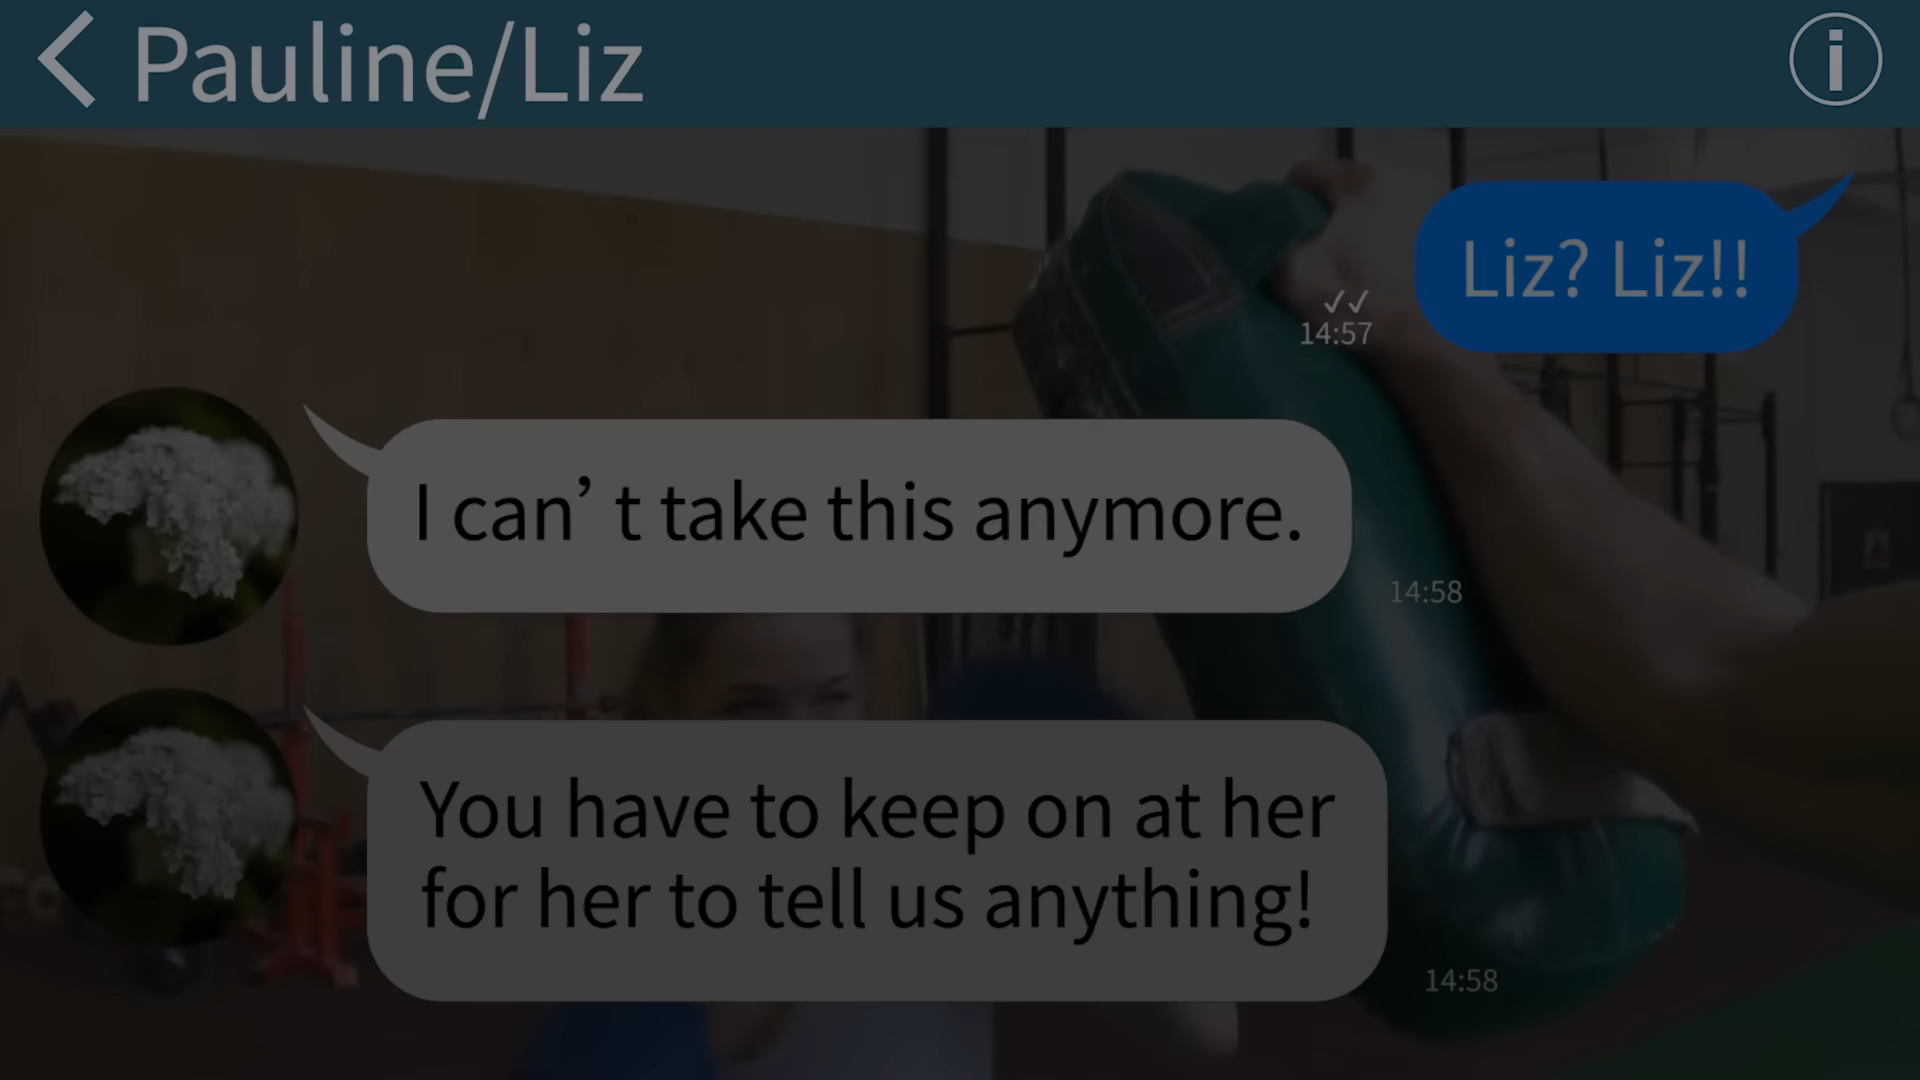 Pauline/Liz
Liz? Liz!!
14:57
I can’t take this anymore.
14:58
You have to keep on at her
for her to tell us anything!
14:58